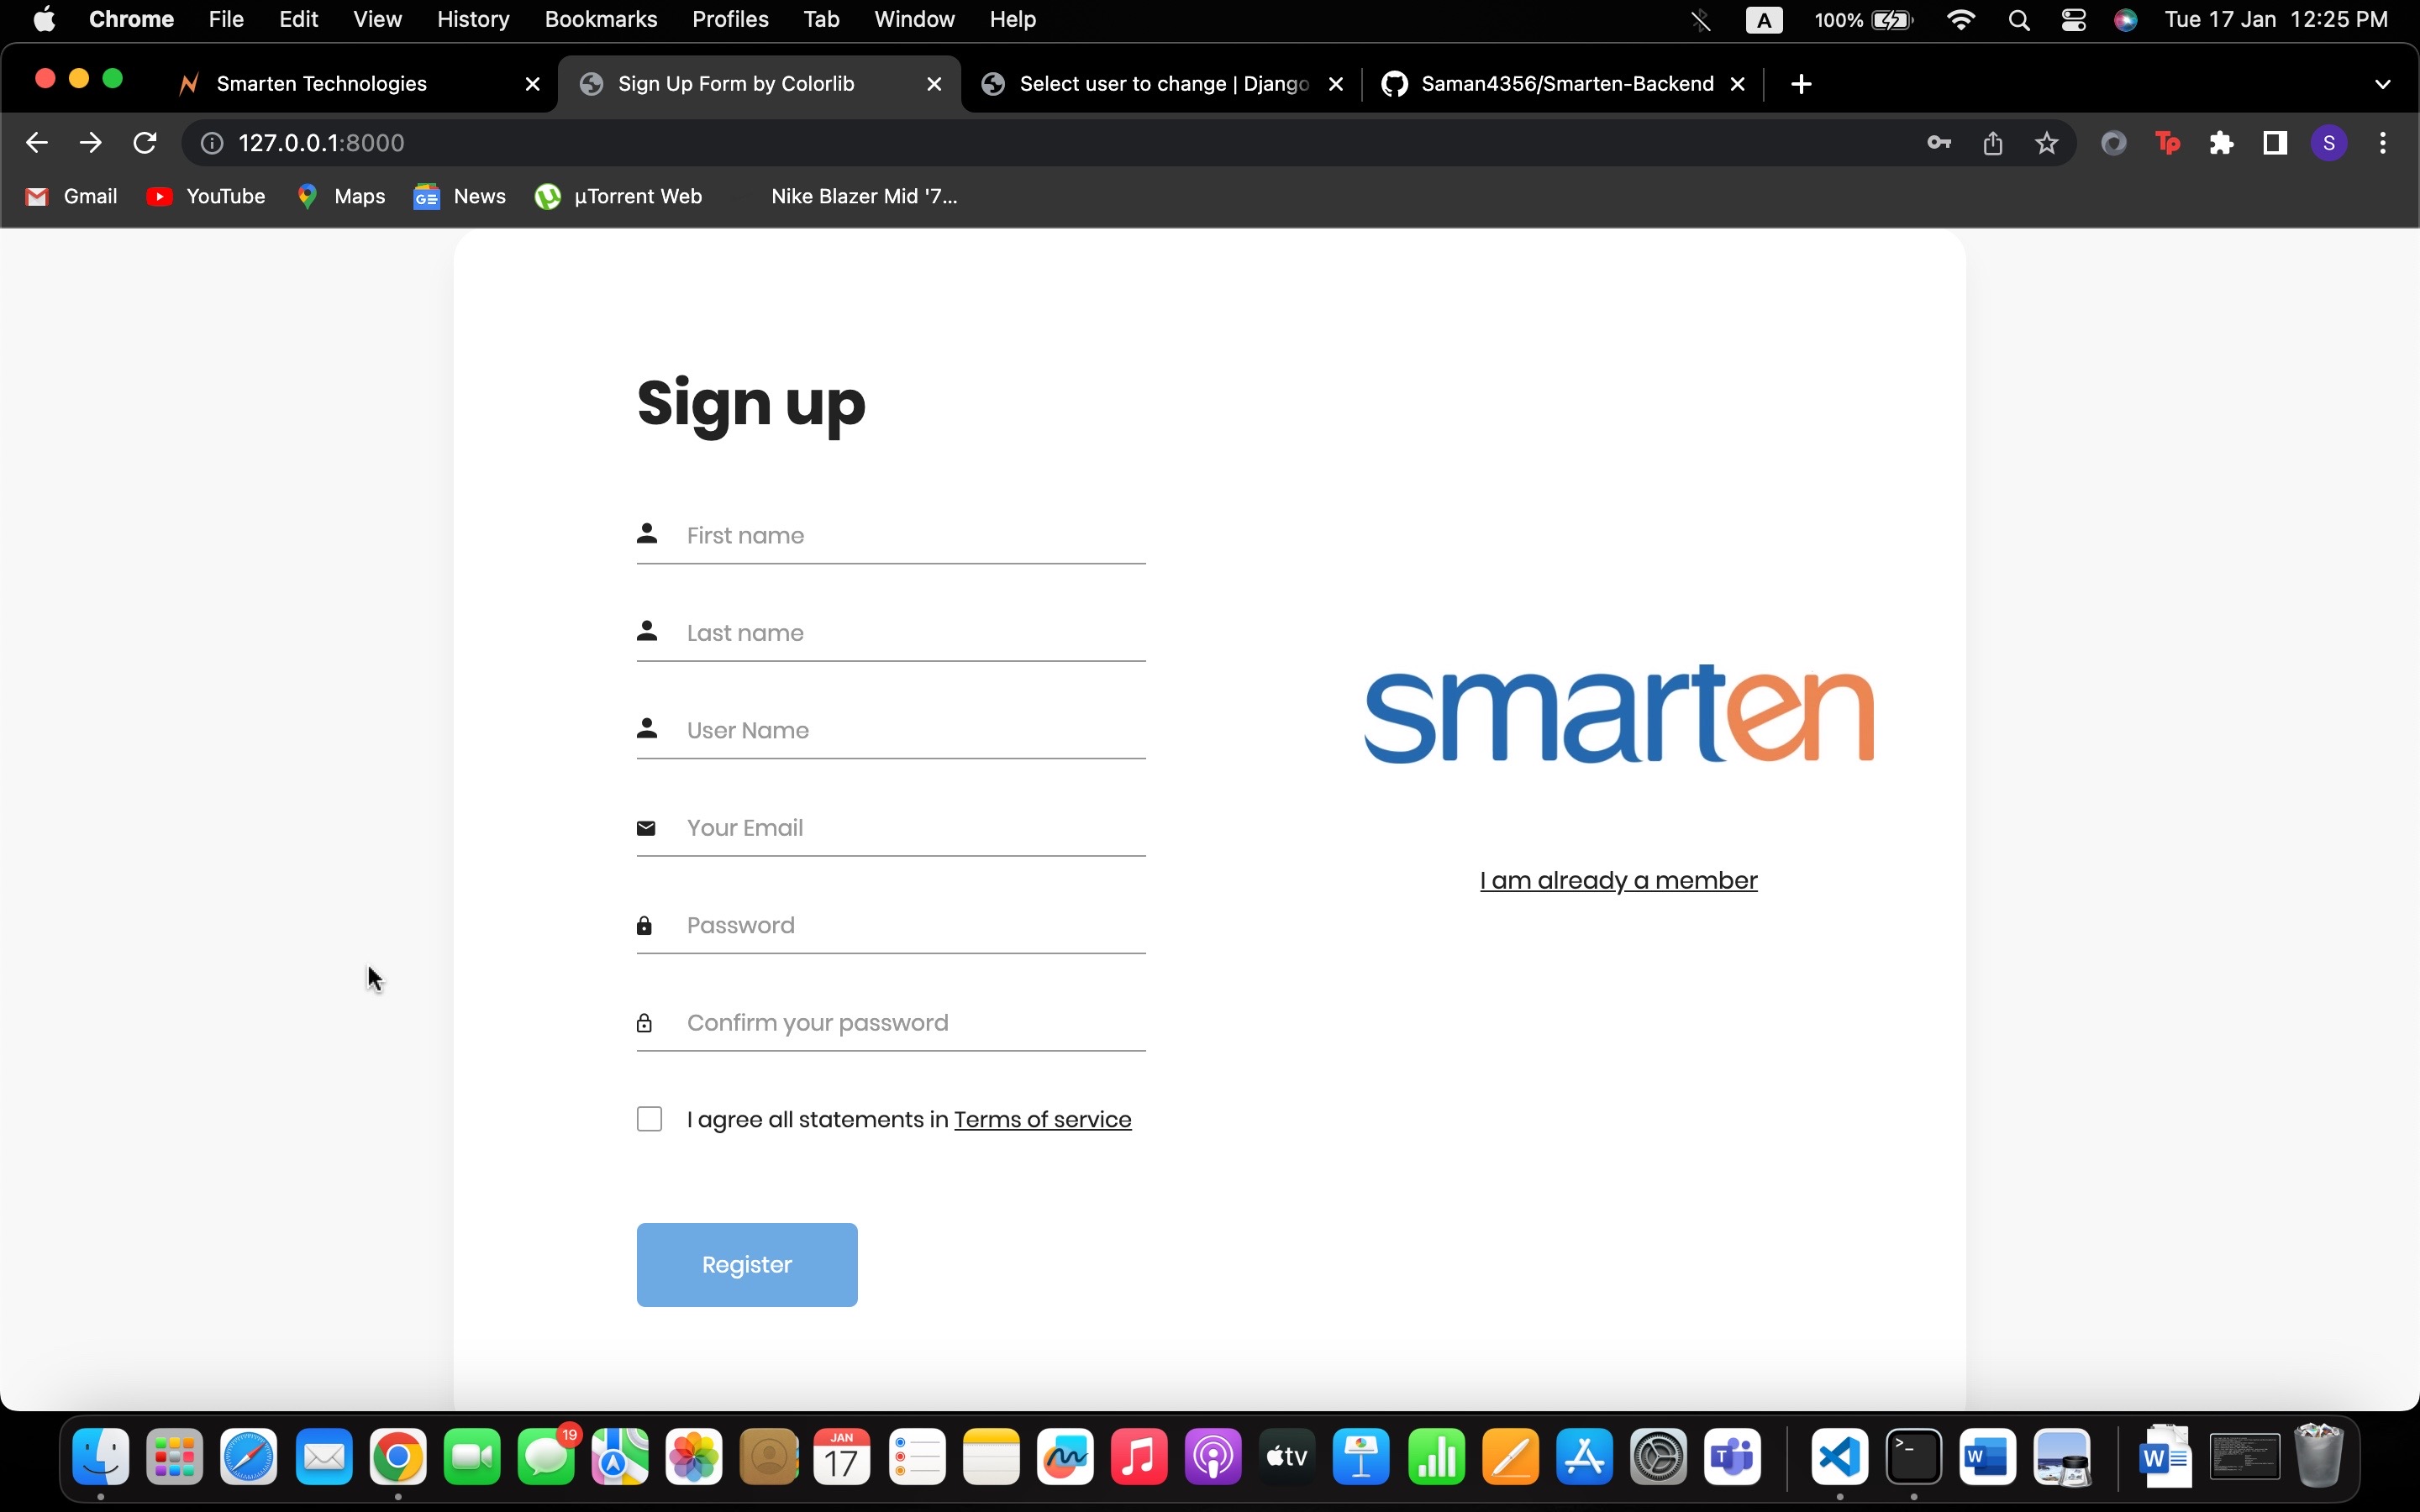 Chrome File Edit View History Bookmarks Profiles Tab Window Help A 100% Tue 17 Jan 12:25 PM
Smarten Technologies Sign Up Form by Colorlib Select user to change | Django Saman4356/Smarten-Backend
127.0.0.1:8000 Tp S
Gmail YouTube Maps GE News µTorrent Web Nike Blazer Mid '7...
Sign up
First name
Last name
User Name
smarten
Your Email
I am already a member
Password
Confirm your password
I agree all statements in Terms of service
Register
19
JAN
17
tv
T
W
W